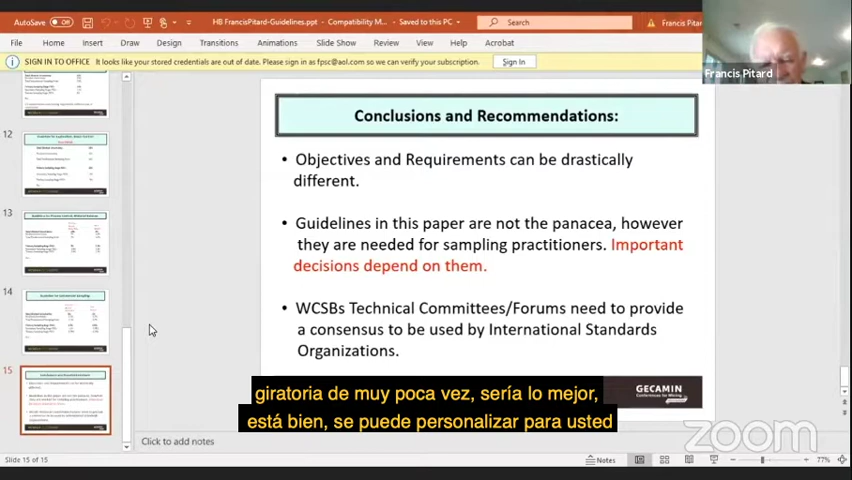 AutoSave Off
HB FrancisPitard-Guidelines.ppt - Compatibility M... Saved to this PC
Search
Francis Pitar
File Home Insert Draw Design Transitions Animations Slide Show Review View Help Acrobat
SIGN IN TO OFFICE It looks like your stored credentials are out of date. Please sign in as fpsc@aol.com so we can verify your subscription. Sign In
Francis Pitard
12
13
14
15
Conclusions and Recommendations:
• Objectives and Requirements can be drastically
different.
• Guidelines in this paper are not the panacea, however
they are needed for sampling practitioners. Important
decisions depend on them.
• WCSBs Technical Committees/Forums need to provide
a consensus to be used by International Standards
Organizations.
giratoria de muy poca vez, sería lo mejor,
está bien, se puede personalizar para usted
GECAMIN
Conferences for Mining
zoom
Click to add notes
Slide 15 of 15
Notes
77%